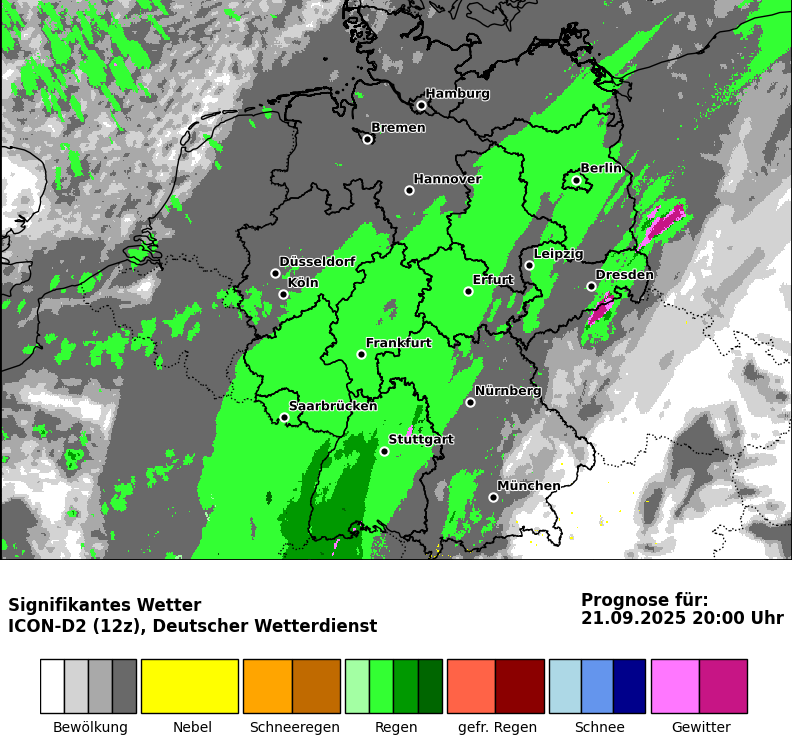 Hamburg
Bremen
Berlin
Hannover
Leipzig
Düsseldorf
Dresden
Köln
Erfurt
Frankfurt
Nürnberg
Saarbrücken
Stuttgart
München
Signifikantes Wetter
ICON-D2 (12z), Deutscher Wetterdienst
Prognose für:
21.09.2025 20:00 Uhr
Bewölkung Nebel Schneeregen Regen gefr. Regen Schnee Gewitter